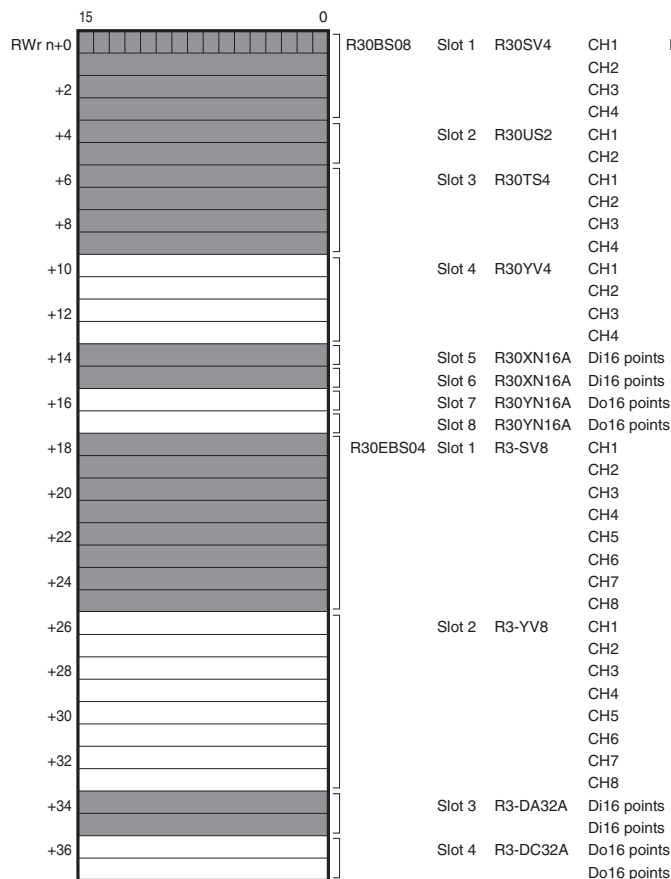 15 0
RWr n+0 R30BS08 Slot 1 R30SV4 CH1
CH2
+2 CH3
CH4
+4 Slot 2 R30US2 CH1
CH2
+6 Slot 3 R30TS4 CH1
CH2
+8 CH3
CH4
+10 Slot 4 R30YV4 CH1
CH2
+12 CH3
CH4
+14 Slot 5 R30XN16A Di16 points
Slot 6 R30XN16A Di16 points
+16 Slot 7 R30YN16A Do16 points
Slot 8 R30YN16A Do16 points
+18 R30EBS04 Slot 1 R3-SV8 CH1
CH2
+20 CH3
CH4
+22 CH5
CH6
+24 CH7
CH8
+26 Slot 2 R3-YV8 CH1
CH2
+28 CH3
CH4
+30 CH5
CH6
+32 CH7
CH8
+34 Slot 3 R3-DA32A Di16 points
Di16 points
+36 Slot 4 R3-DC32A Do16 points
Do16 points